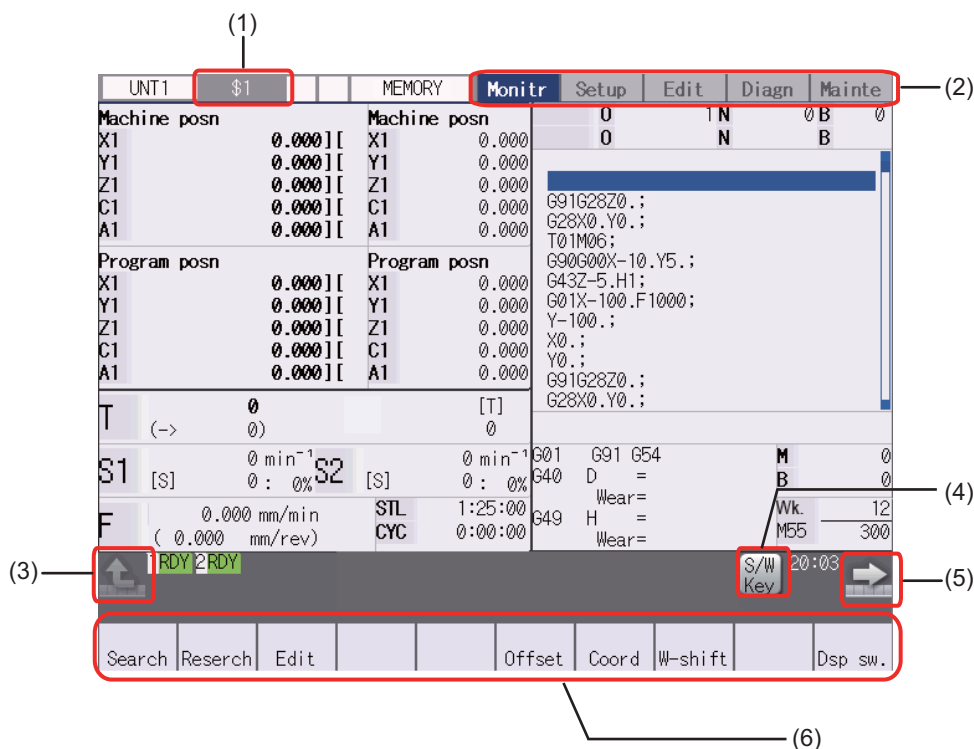 (1)
UNT1 $1 MEMORY Monitr Setup Edit Diagn Mainte
(2)
Machine posn
X1 0.000][
Y1 0.000][
Z1 0.000][
C1 0.000][
A1 0.000][
Machine posn
X1 0.000
Y1 0.000
Z1 0.000
C1 0.000
A1 0.000
O 1 N 0 B 0
O N B
Program posn
X1 0.000][
Y1 0.000][
Z1 0.000][
C1 0.000][
A1 0.000][
Program posn
X1 0.000
Y1 0.000
Z1 0.000
C1 0.000
A1 0.000
G91G28Z0.;
G28X0.Y0.;
T01M06;
G90G00X-10.Y5.;
G43Z-5.H1;
G01X-100.F1000;
Y-100.;
X0.;
Y0.;
G91G28Z0.;
G28X0.Y0.;
T 0 [T]
(-> 0) 0
S1 0 min⁻¹
[S] 0 : 0%
S2 0 min⁻¹
[S] 0 : 0%
F 0.000 mm/min
( 0.000 mm/rev)
STL 1:25:00
CYC 0:00:00
G01 G91 G54
G40 D =
Wear=
G49 H =
Wear=
M 0
B 0
Wk. 12
M55 300
(4)
(3)
1 RDY 2 RDY
S/W
Key
20:03
(5)
Search Reserch Edit Offset Coord W-shift Dsp sw.
(6)